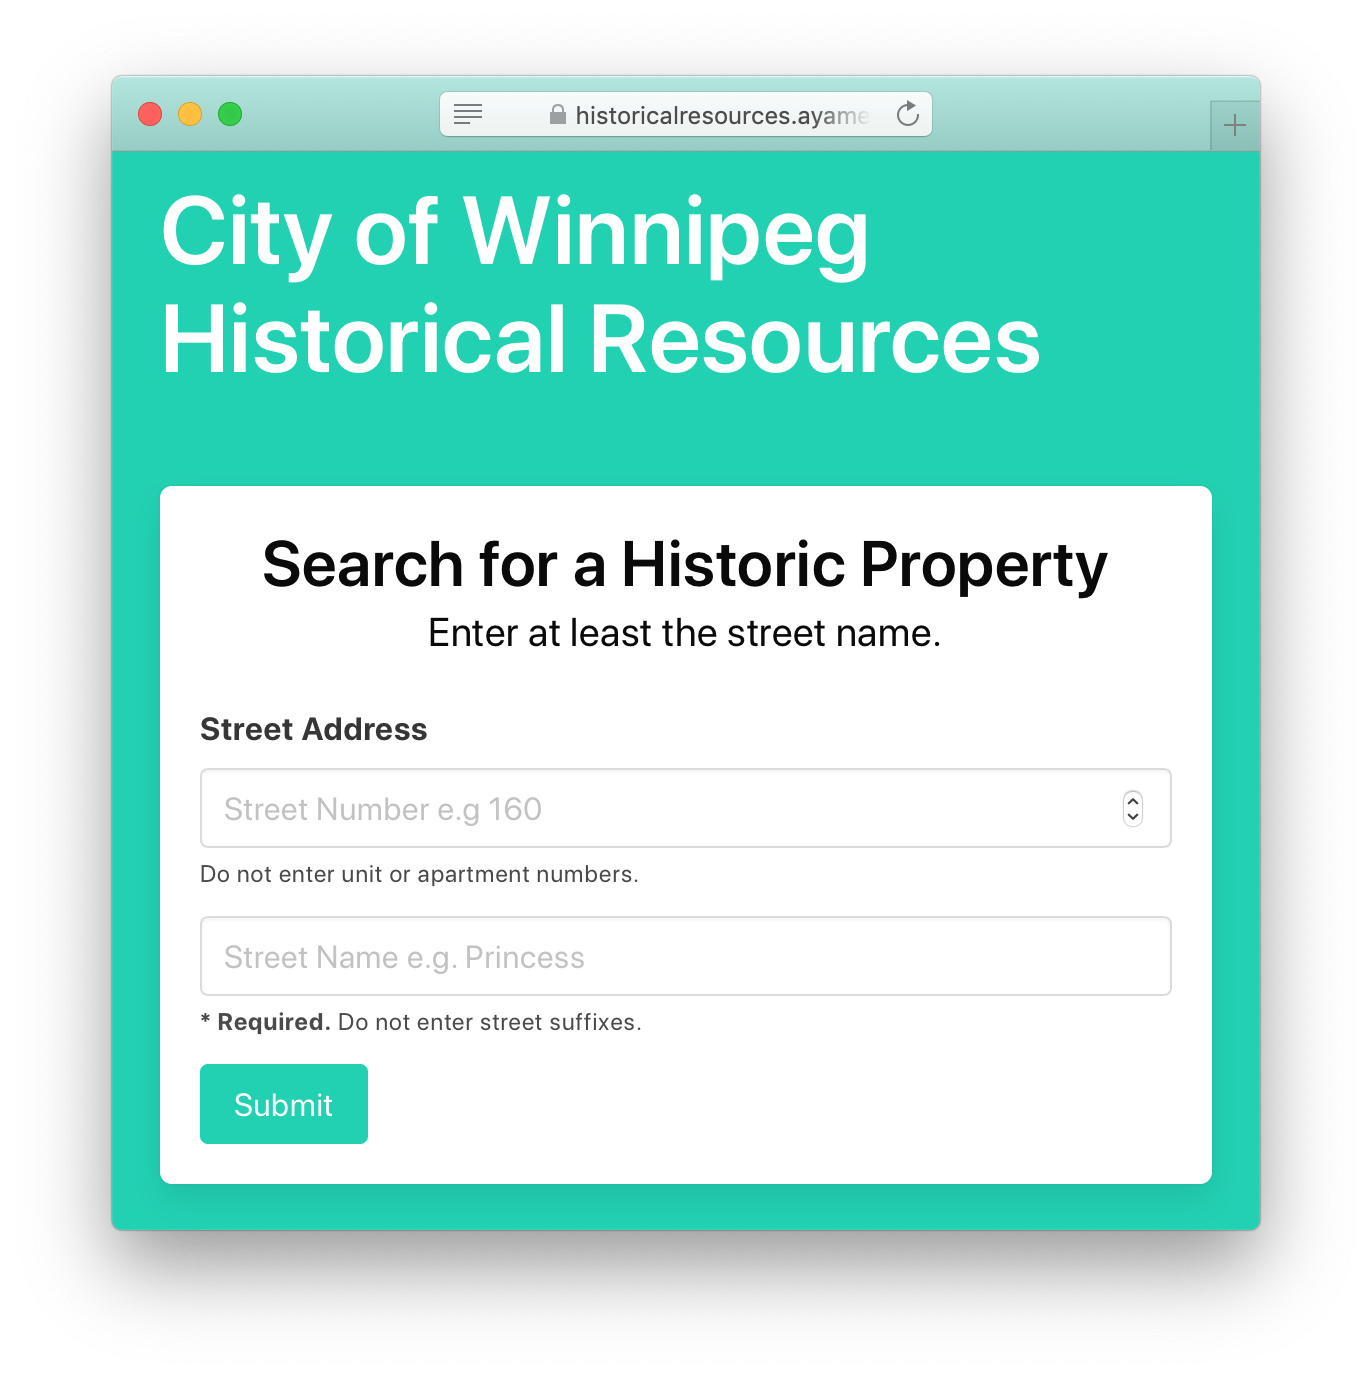 historicalresources.ayame
City of Winnipeg
Historical Resources
Search for a Historic Property
Enter at least the street name.
Street Address
Street Number e.g 160
Do not enter unit or apartment numbers.
Street Name e.g. Princess
* Required. Do not enter street suffixes.
Submit